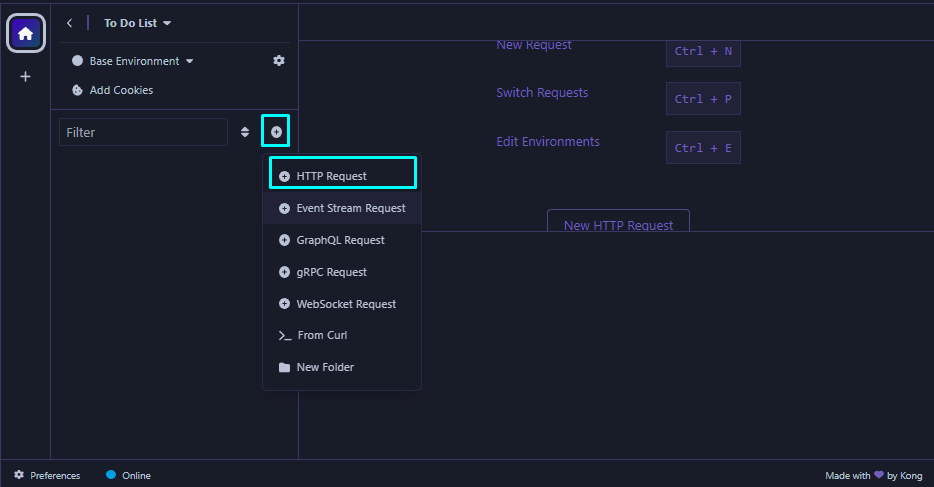 To Do List
Base Environment
Add Cookies
Filter
HTTP Request
Event Stream Request
GraphQL Request
gRPC Request
WebSocket Request
From Curl
New Folder
New Request
Ctrl + N
Switch Requests
Ctrl + P
Edit Environments
Ctrl + E
New HTTP Request
Preferences
Online
Made with by Kong